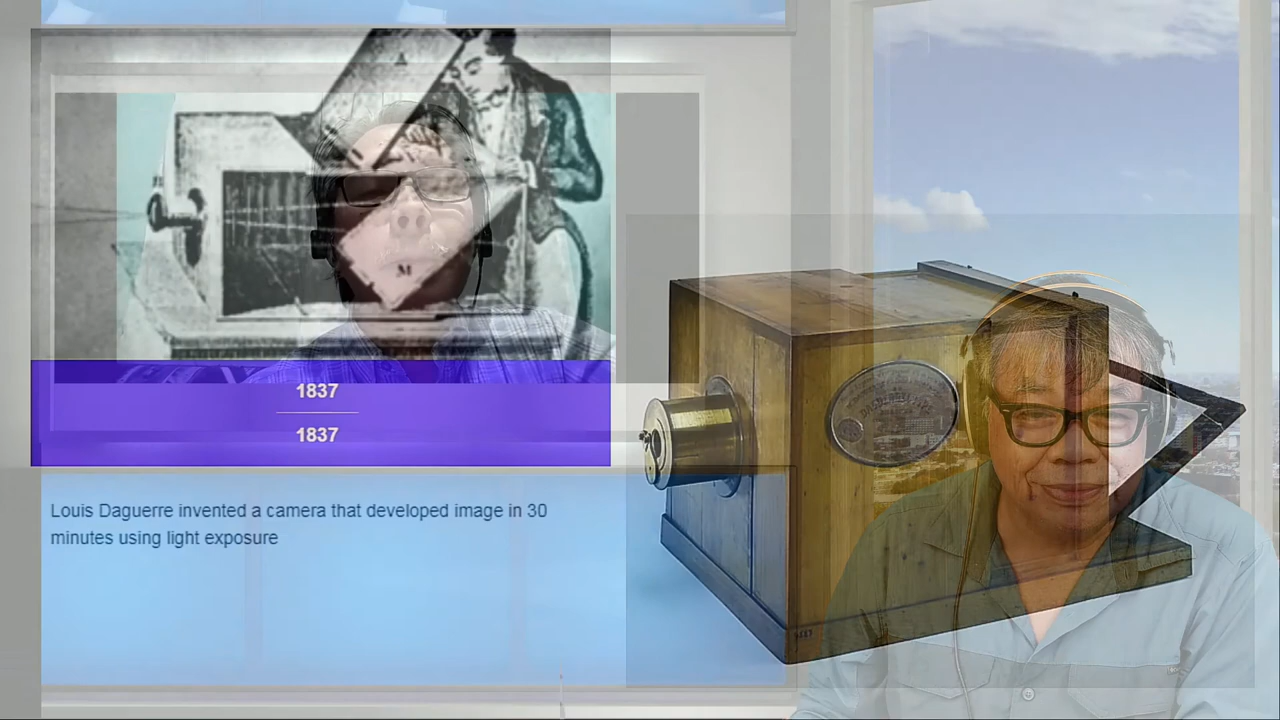 1837
1837
Louis Daguerre invented a camera that developed image in 30
minutes using light exposure
M